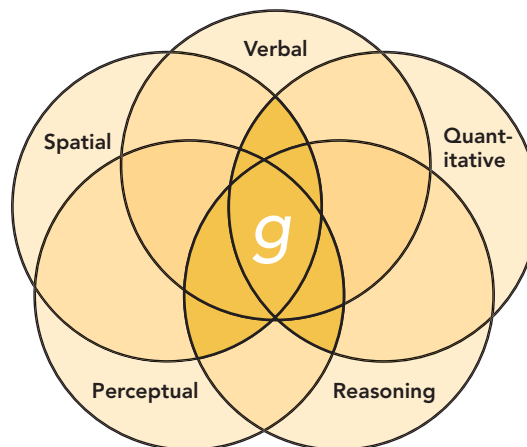 Verbal
Spatial
Quant-
itative
g
Perceptual
Reasoning